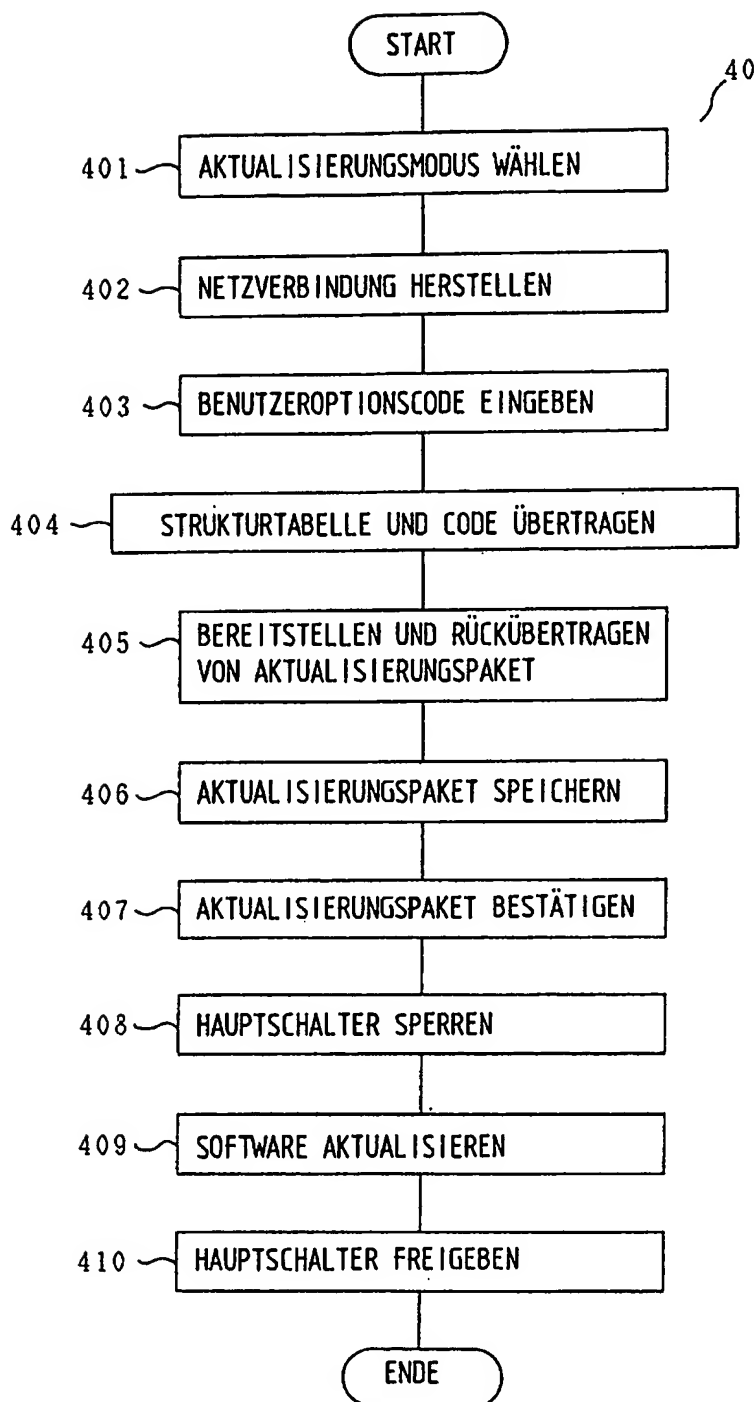 START
40
401 AKTUALISIERUNGSMODUS WÄHLEN
402 NETZVERBINDUNG HERSTELLEN
403 BENUTZEROPTIONSCODE EINGEBEN
404 STRUKTURTABELLE UND CODE ÜBERTRAGEN
405 BEREITSTELLEN UND RÜCKÜBERTRAGEN
VON AKTUALISIERUNGSPAKET
406 AKTUALISIERUNGSPAKET SPEICHERN
407 AKTUALISIERUNGSPAKET BESTÄTIGEN
408 HAUPTSCHALTER SPERREN
409 SOFTWARE AKTUALISIEREN
410 HAUPTSCHALTER FREIGEBEN
ENDE